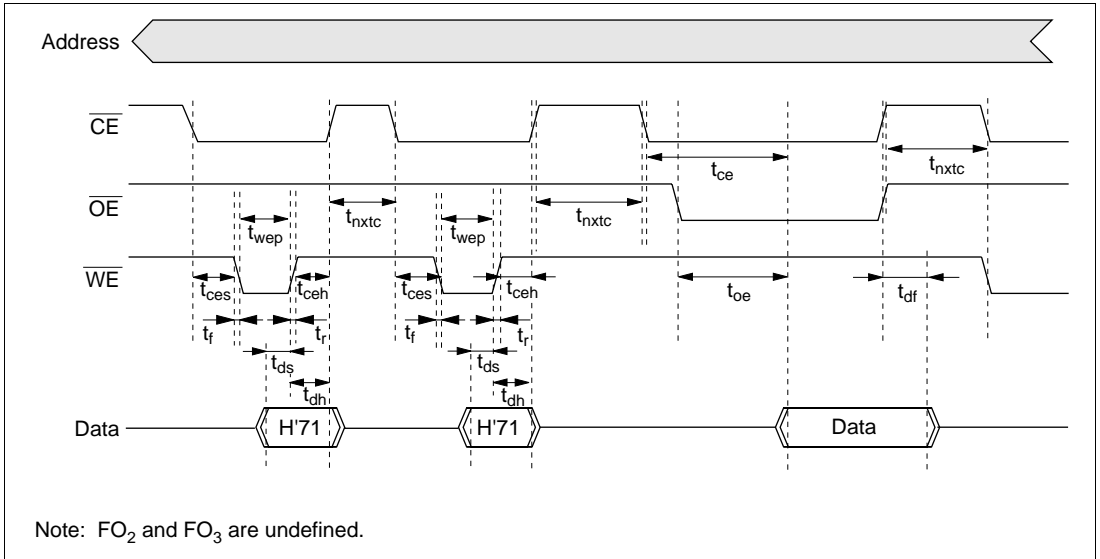 Address
CE
t_ce
t_nxtc
OE
t_wep
t_nxtc
t_wep
t_nxtc
WE
t_ces
t_ceh
t_ces
t_ceh
t_oe
t_df
t_f
t_r
t_f
t_r
t_ds
t_ds
t_dh
t_dh
Data
H'71
H'71
Data
Note: FO₂ and FO₃ are undefined.